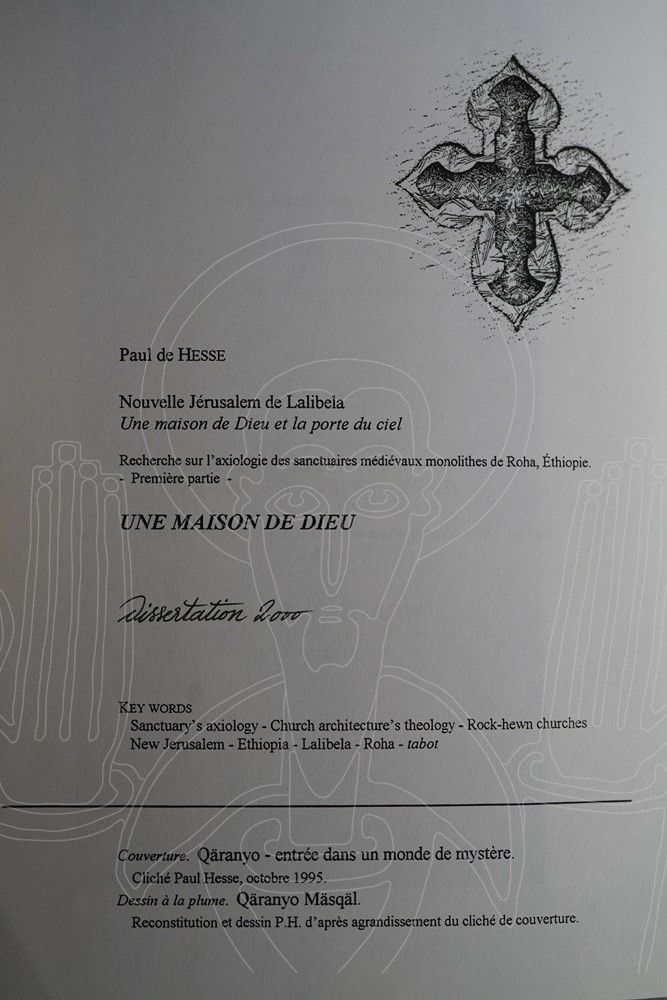 Paul de HESSE
Nouvelle Jérusalem de Lalibela
Une maison de Dieu et la porte du ciel
Recherche sur l'axiologie des sanctuaires médiévaux monolithes de Roha, Éthiopie.
- Première partie -
UNE MAISON DE DIEU
Dissertation 2000
KEY WORDS
Sanctuary's axiology - Church architecture's theology - Rock-hewn churches
New Jerusalem - Ethiopia - Lalibela - Roha - tabot
Couverture. Qäranyo - entrée dans un monde de mystère.
Cliché Paul Hesse, octobre 1995.
Dessin à la plume. Qäranyo Mäsqäl.
Reconstitution et dessin P.H. d'après agrandissement du cliché de couverture.